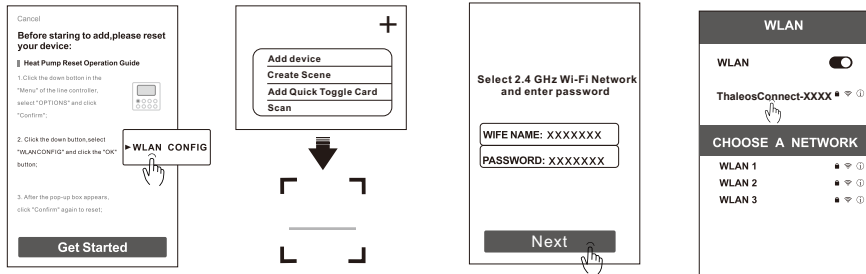 Cancel
Before staring to add,please reset
your device:
Heat Pump Reset Operation Guide
1.Click the down botton in the
"Menu" of the line controller,
select "OPTIONS" and click
"Confirm";
2. Click the down button,select
"WLANCONFIG" and click the "OK"
button;
WLAN CONFIG
3. After the pop-up box appears,
click "Confirm" again to reset;
Get Started
+
Add device
Create Scene
Add Quick Toggle Card
Scan
Select 2.4 GHz Wi-Fi Network
and enter password
WIFE NAME: XXXXXXX
PASSWORD: XXXXXXX
Next
WLAN
WLAN
ThaleosConnect-XXXX
CHOOSE A NETWORK
WLAN 1
WLAN 2
WLAN 3